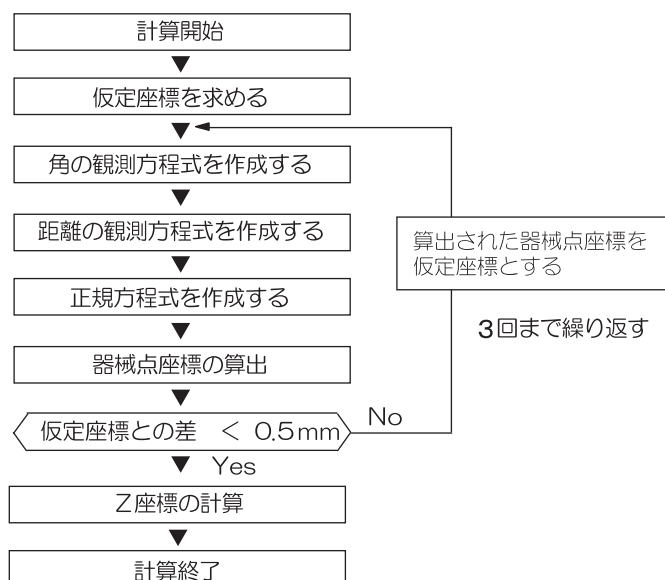 計算開始
仮定座標を求める
角の観測方程式を作成する
距離の観測方程式を作成する
算出された器械点座標を
仮定座標とする
正規方程式を作成する
3回まで繰り返す
器械点座標の算出
仮定座標との差 < 0.5mm
No
Yes
Z座標の計算
計算終了